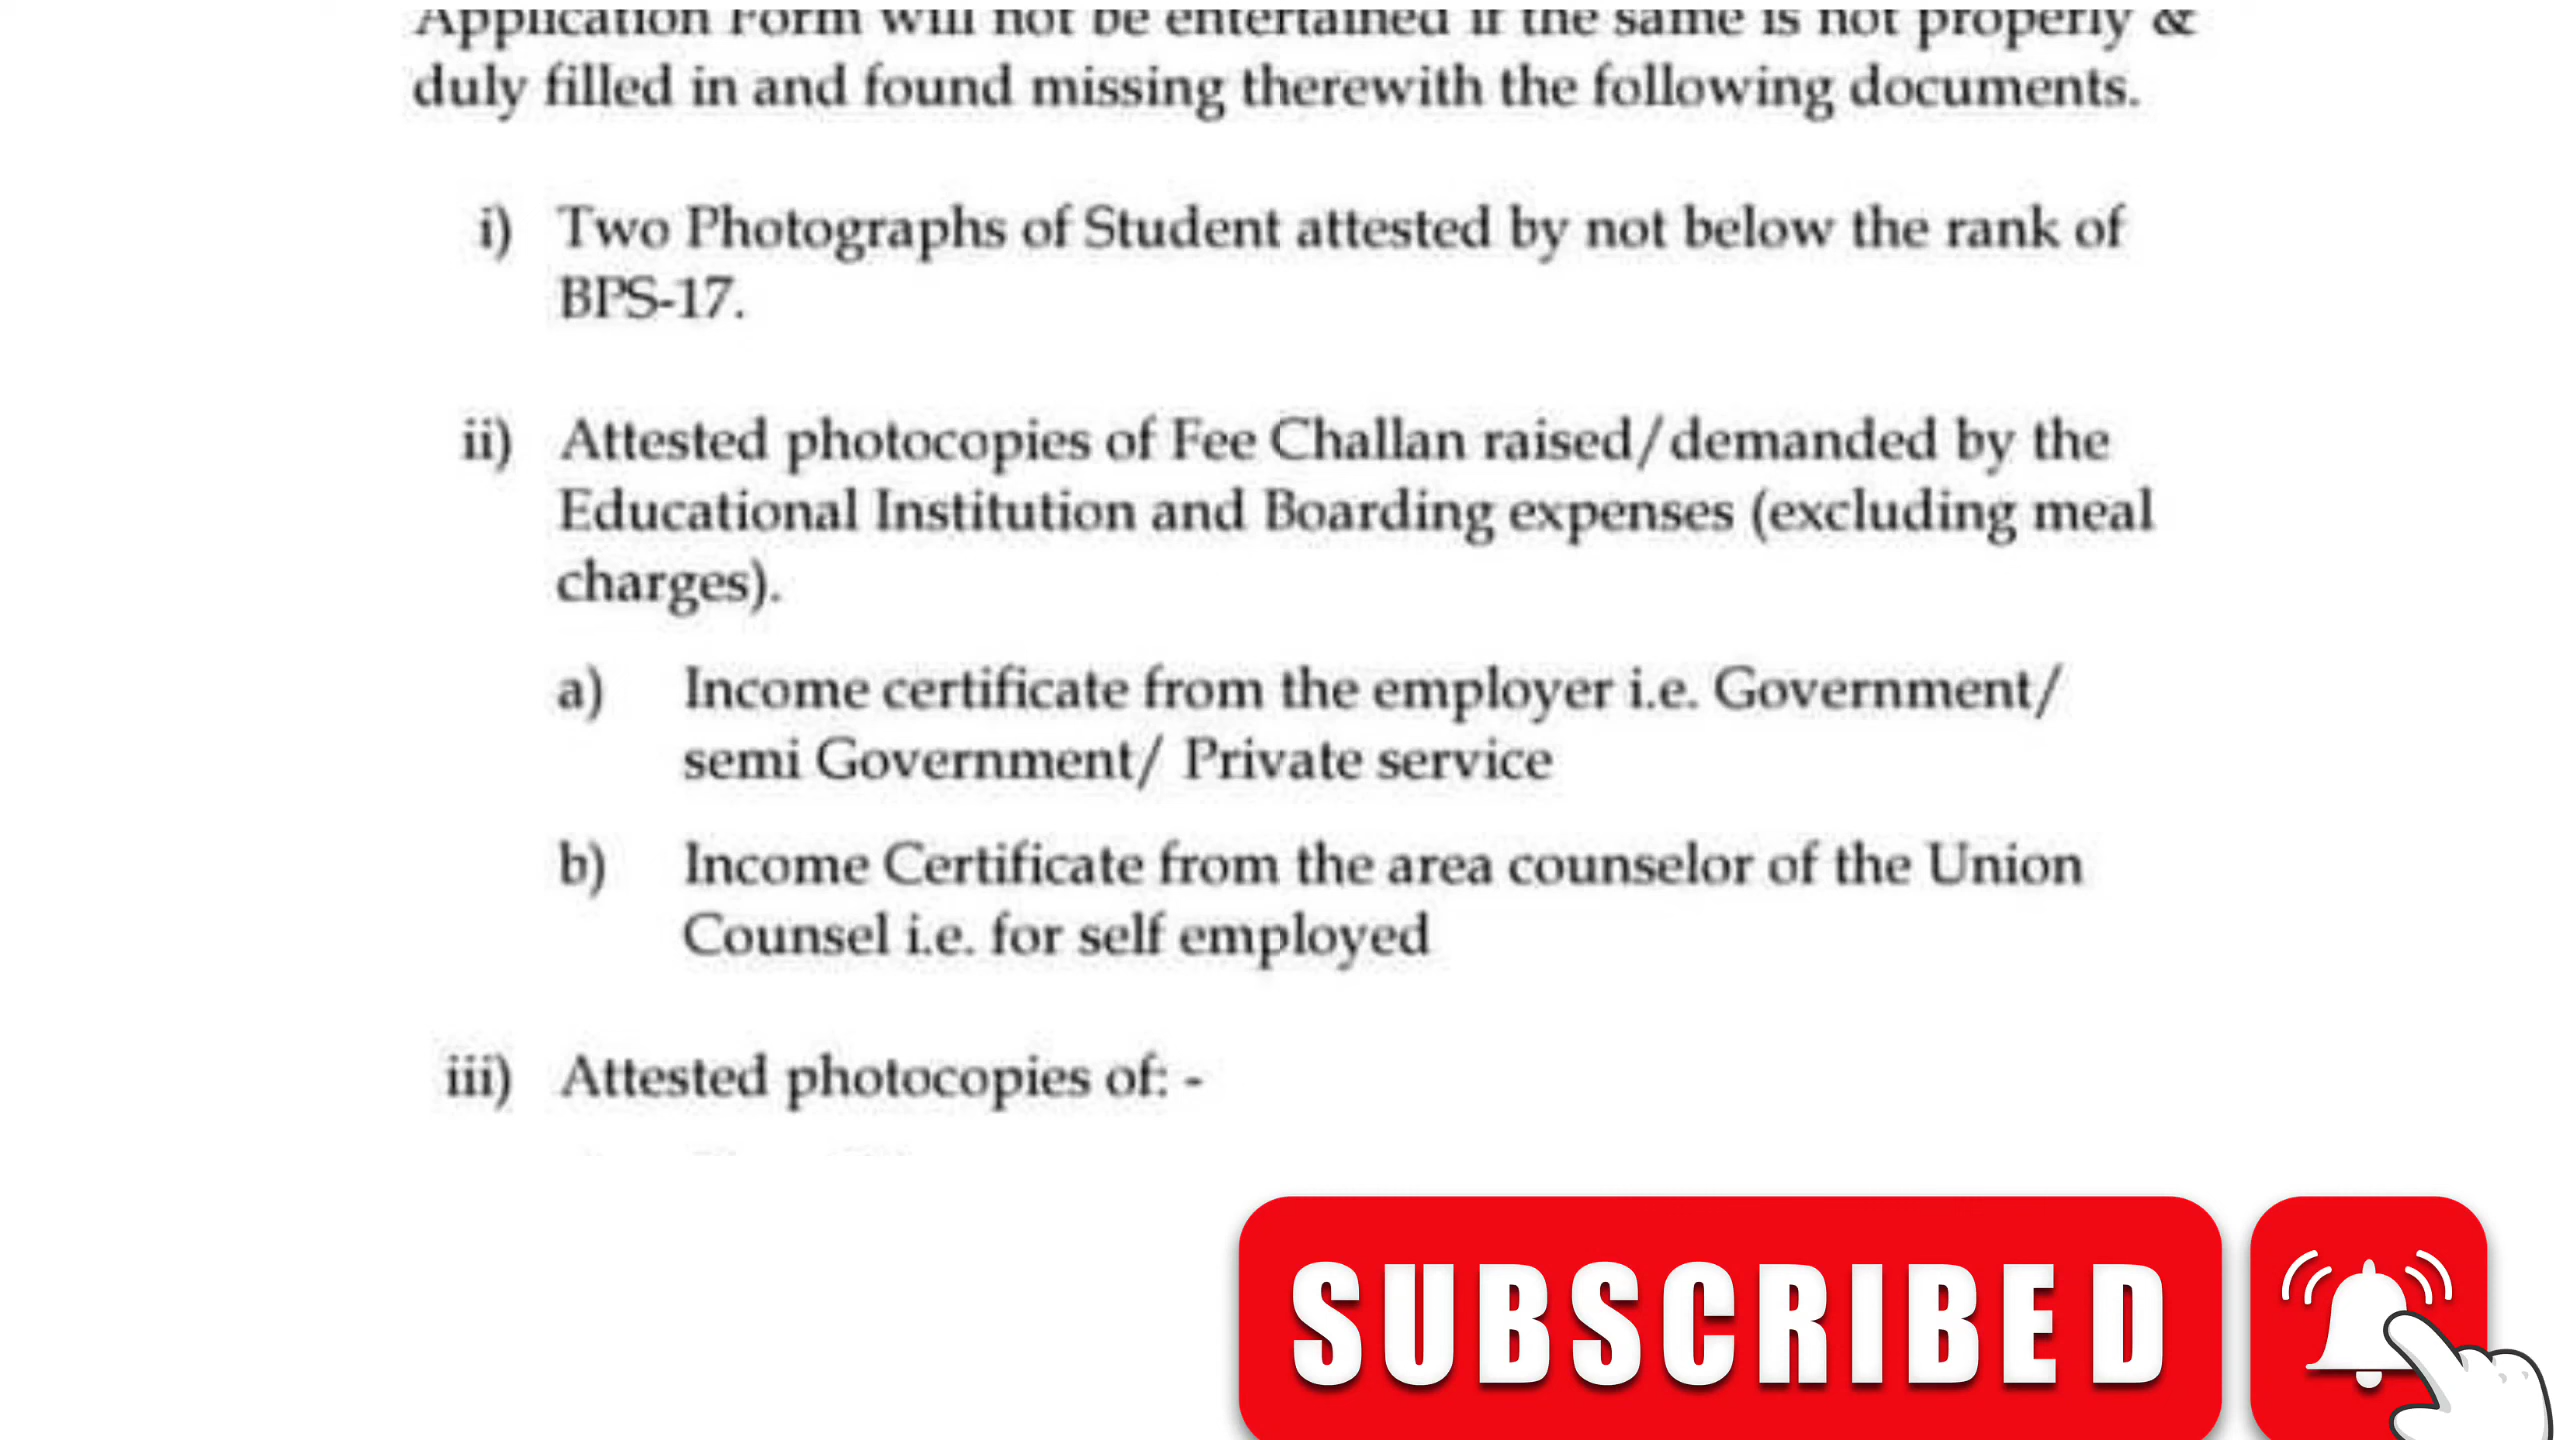 Application Form will not be entertained if the same is not properly &
duly filled in and found missing therewith the following documents.
i) Two Photographs of Student attested by not below the rank of
BPS-17.
ii) Attested photocopies of Fee Challan raised/demanded by the
Educational Institution and Boarding expenses (excluding meal
charges).
a) Income certificate from the employer i.e. Government/
semi Government/ Private service
b) Income Certificate from the area counselor of the Union
Counsel i.e. for self employed
iii) Attested photocopies of: -
SUBSCRIBED